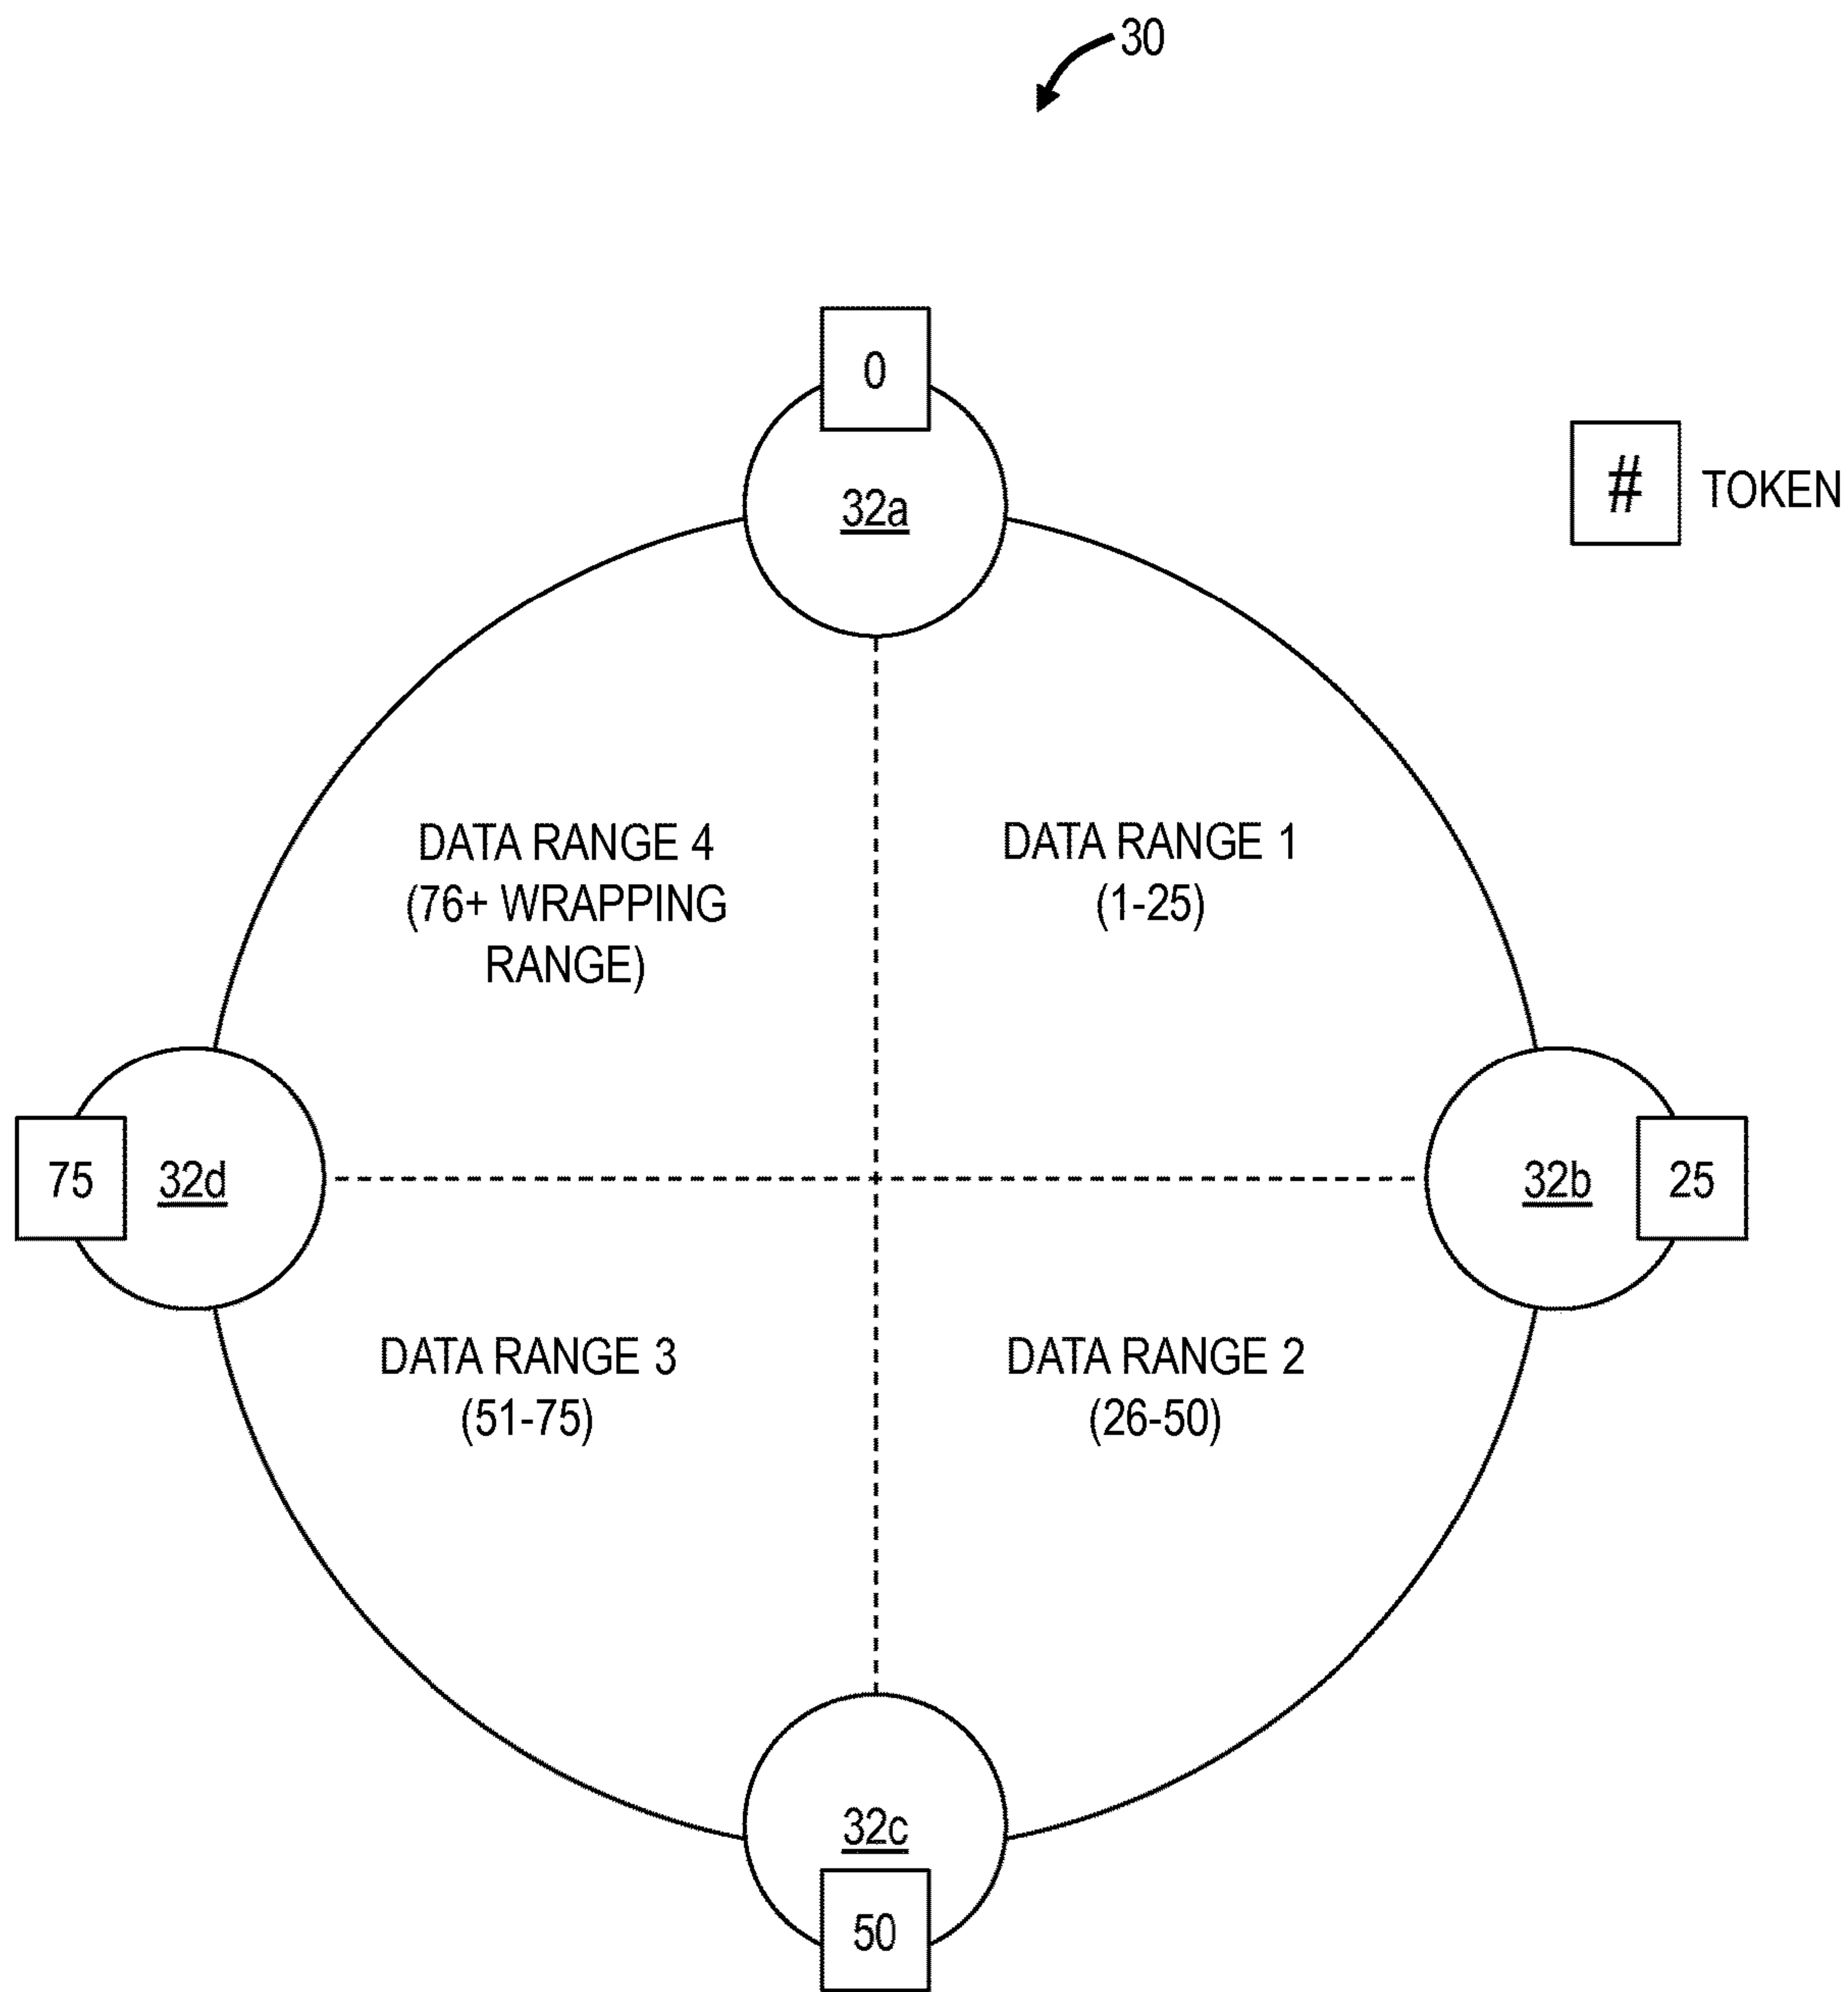 30
0
32a
# TOKEN
DATA RANGE 4
(76+ WRAPPING
RANGE)
DATA RANGE 1
(1-25)
75
32d
32b
25
DATA RANGE 3
(51-75)
DATA RANGE 2
(26-50)
32c
50